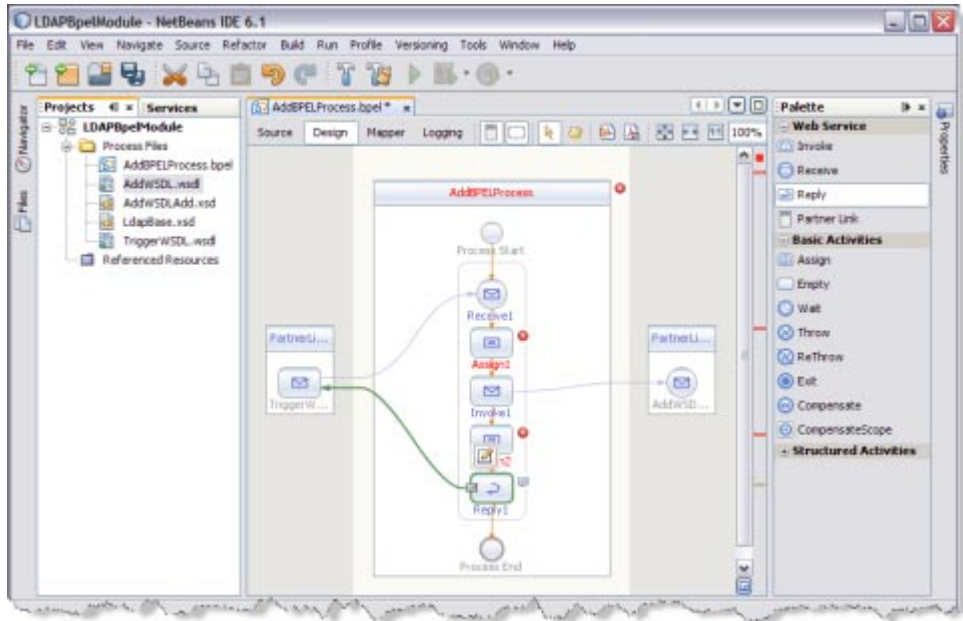 LDAPBpelModule - NetBeans IDE 6.1
File Edit View Navigate Source Refactor Build Run Profile Versioning Tools Window Help
Projects
Services
LDAPBpelModule
Process Files
AddBPELProcess.bpel
AddWSDL.wsdl
AddWSDLAdd.xsd
LdapBase.xsd
TriggerWSDL.wsdl
Referenced Resources
Navigator
Files
AddBPELProcess.bpel *
Source Design Mapper Logging 100%
AddBPELProcess
Process Start
Receive1
PartnerLi...
TriggerW...
Assign1
Invoke1
PartnerLi...
AddWSD...
n2
Reply1
Process End
Palette
Web Service
Invoke
Receive
Reply
Partner Link
Basic Activities
Assign
Empty
Wait
Throw
ReThrow
Exit
Compensate
CompensateScope
Structured Activities
Properties